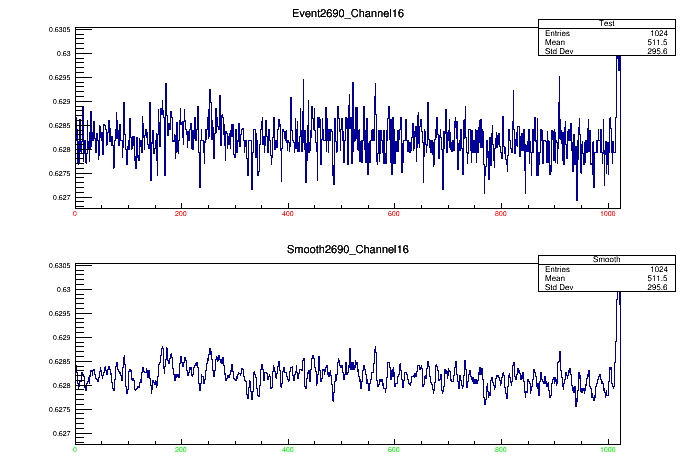 Event2690_Channel16
Test
Entries 1024
Mean 511.5
Std Dev 295.6
0.6305
0.63
0.6295
0.629
0.6285
0.628
0.6275
0.627
0 200 400 600 800 1000
Smooth2690_Channel16
Smooth
Entries 1024
Mean 511.5
Std Dev 295.6
0.6305
0.63
0.6295
0.629
0.6285
0.628
0.6275
0.627
0 200 400 600 800 1000